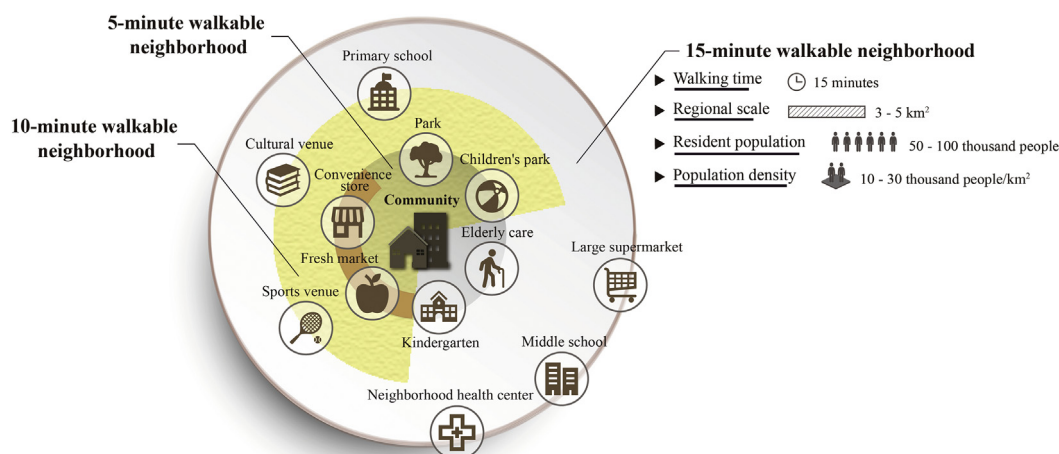 5-minute walkable
neighborhood
15-minute walkable neighborhood
Walking time
15 minutes
Regional scale
3 - 5 km²
Resident population
50 - 100 thousand people
Population density
10 - 30 thousand people/km²
10-minute walkable
neighborhood
Primary school
Park
Cultural venue
Children's park
Convenience
store
Community
Elderly care
Large supermarket
Fresh market
Sports venue
Kindergarten
Middle school
Neighborhood health center